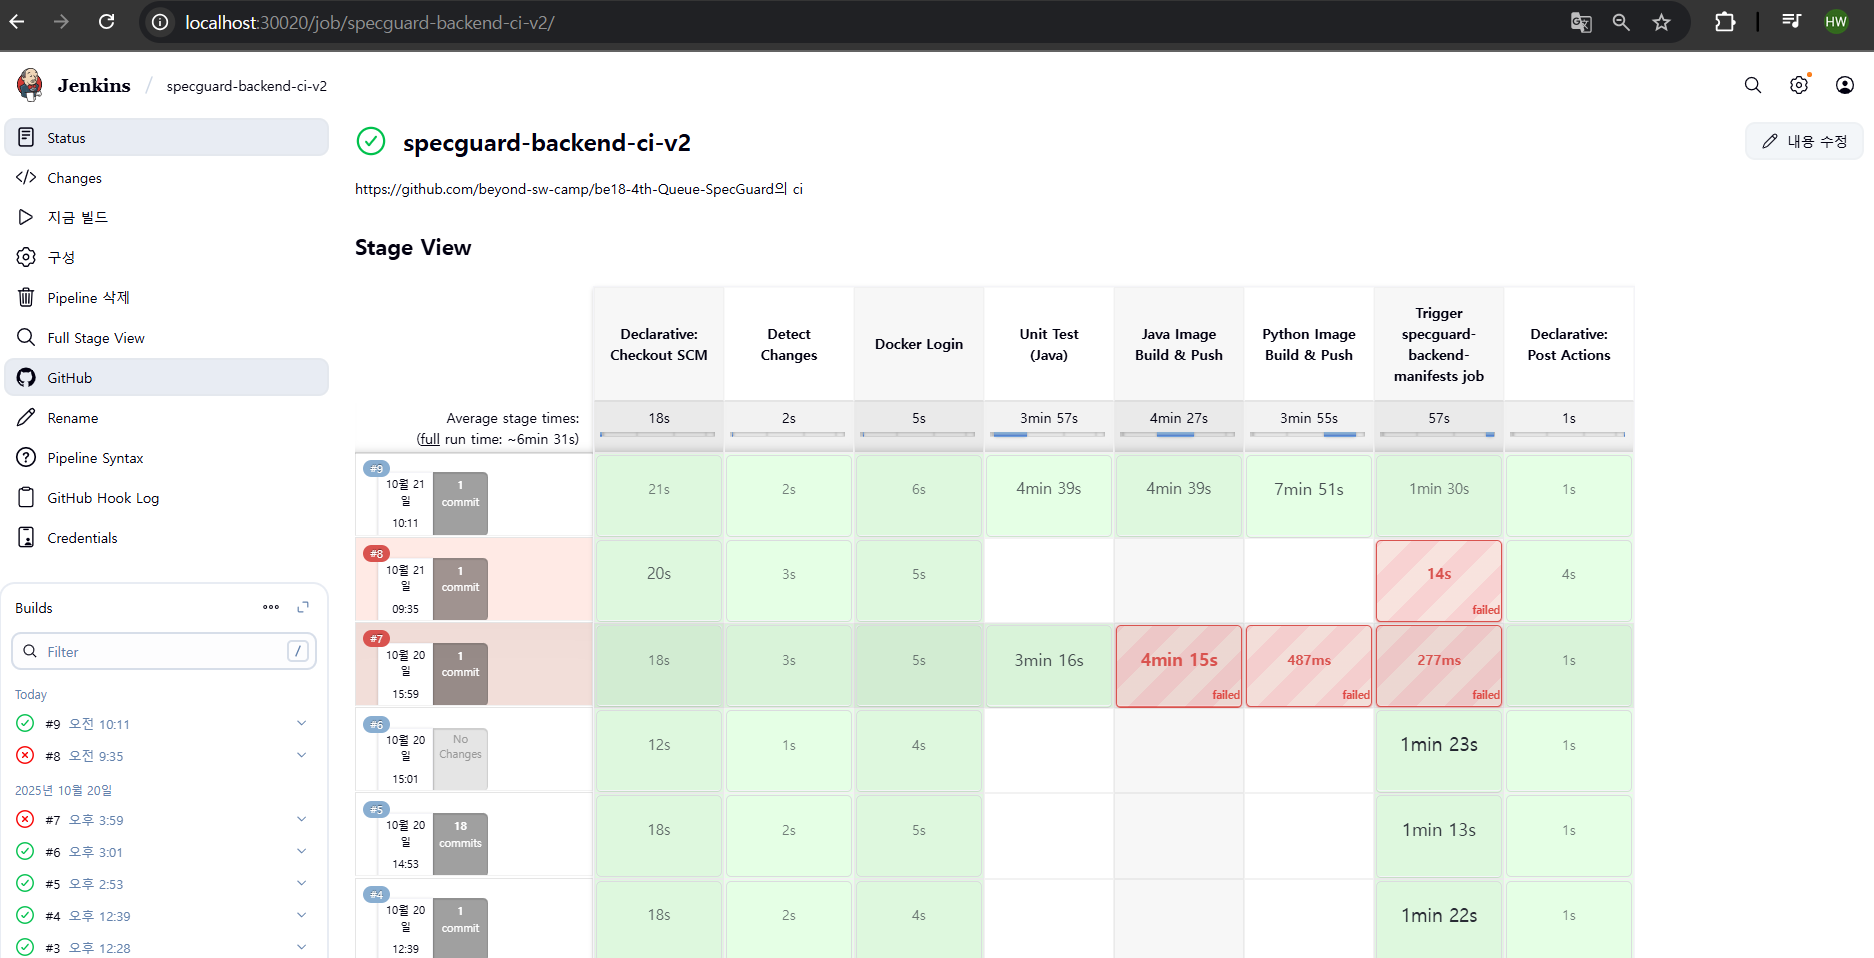 localhost:30020/job/specguard-backend-ci-v2/
HW
Jenkins / specguard-backend-ci-v2
Status
Changes
지금 빌드
구성
Pipeline 삭제
Full Stage View
GitHub
Rename
Pipeline Syntax
GitHub Hook Log
Credentials
Builds
Filter /
Today
#9 오전 10:11
#8 오전 9:35
2025년 10월 20일
#7 오후 3:59
#6 오후 3:01
#5 오후 2:53
#4 오후 12:39
#3 오후 12:28
specguard-backend-ci-v2
내용 수정
https://github.com/beyond-sw-camp/be18-4th-Queue-SpecGuard의 ci
Stage View
Declarative:
Checkout SCM
Detect
Changes
Docker Login
Unit Test
(Java)
Java Image
Build & Push
Python Image
Build & Push
Trigger
specguard-
backend-
manifests job
Declarative:
Post Actions
Average stage times:
(full run time: ~6min 31s)
18s 2s 5s 3min 57s 4min 27s 3min 55s 57s 1s
#9
10월 21
일
10:11
1
commit
21s 2s 6s 4min 39s 4min 39s 7min 51s 1min 30s 1s
#8
10월 21
일
09:35
1
commit
20s 3s 5s 14s 4s
failed
#7
10월 20
일
15:59
1
commit
18s 3s 5s 3min 16s 4min 15s 487ms 277ms 1s
failed failed failed
#6
10월 20
일
15:01
No
Changes
12s 1s 4s 1min 23s 1s
#5
10월 20
일
14:53
18
commits
18s 2s 5s 1min 13s 1s
#4
10월 20
일
12:39
1
commit
18s 2s 4s 1min 22s 1s